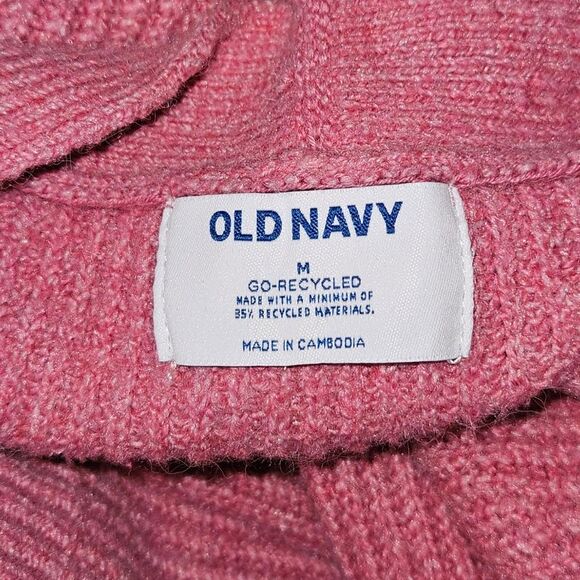 OLD NAVY
M
GO-RECYCLED
MADE WITH A MINIMUM OF
35% RECYCLED MATERIALS.
MADE IN CAMBODIA